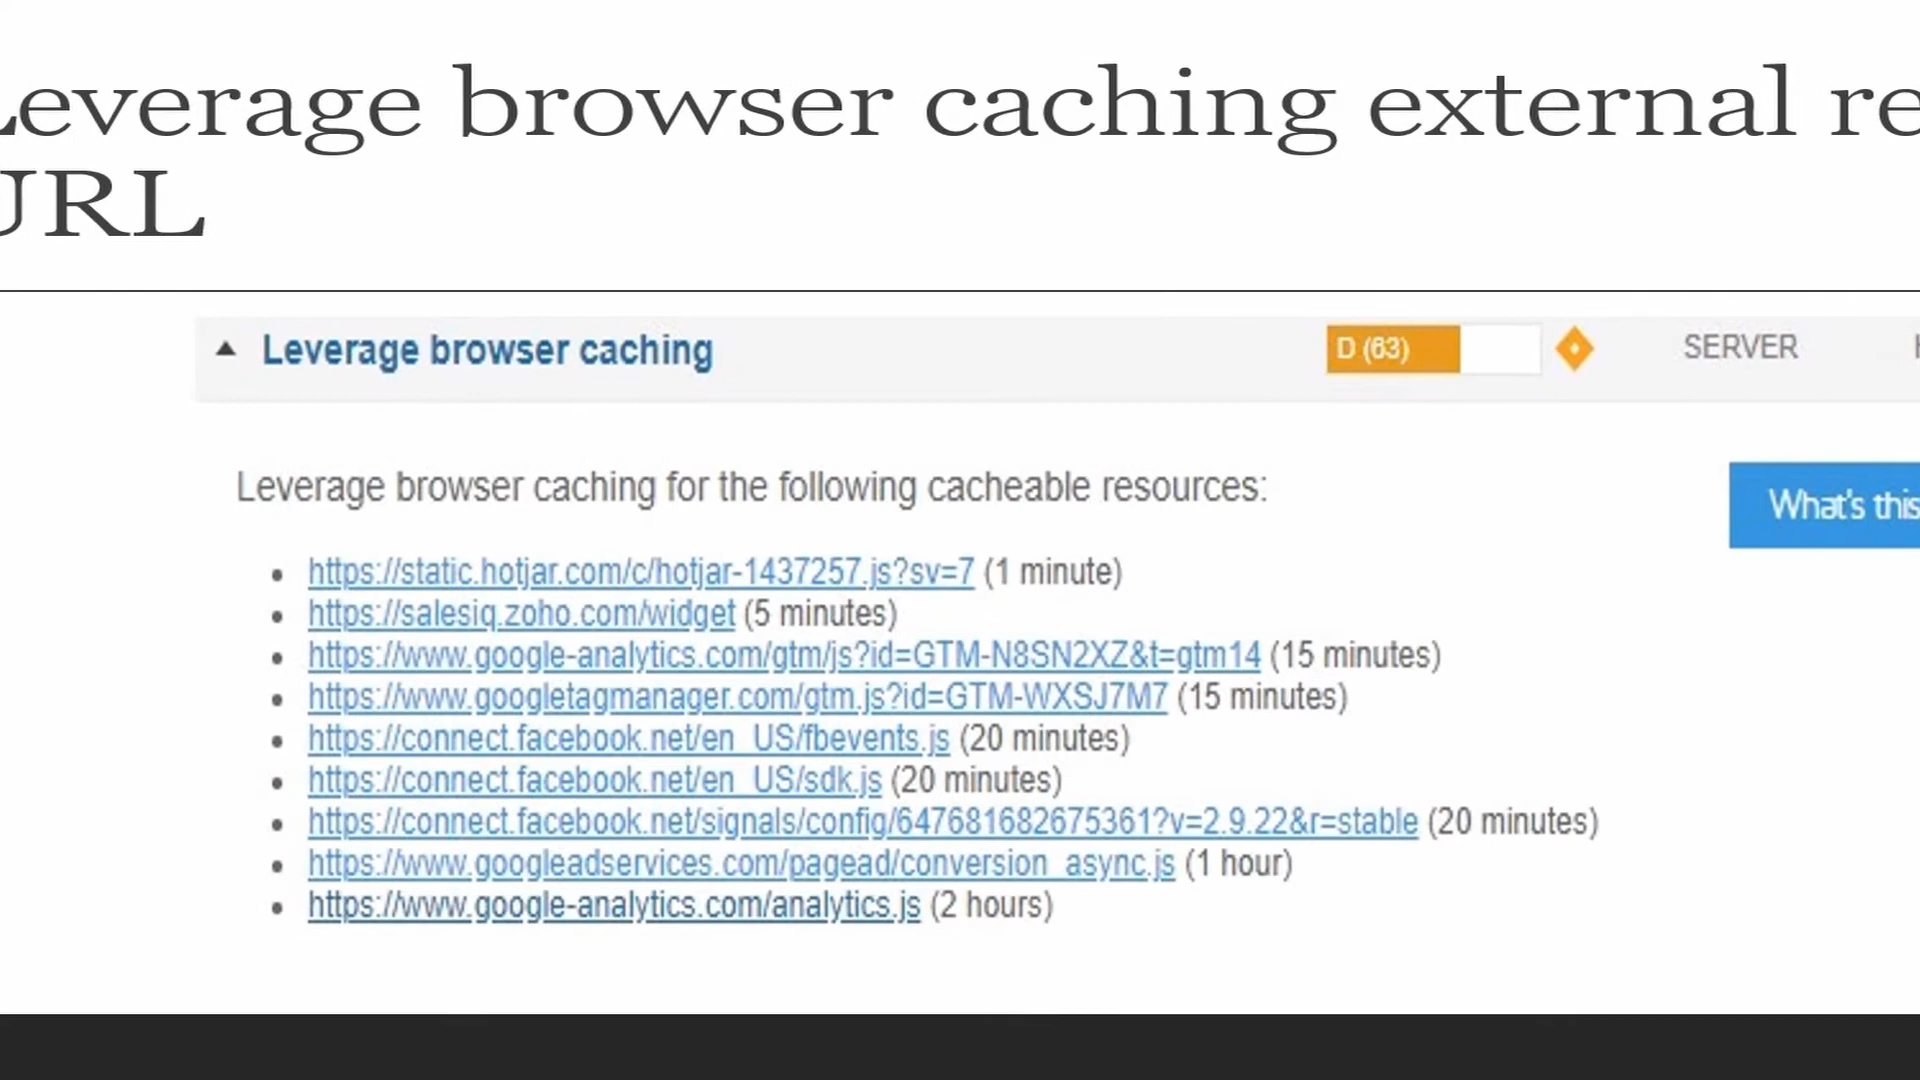 Leverage browser caching external re
URL
Leverage browser caching D (63) SERVER
Leverage browser caching for the following cacheable resources:
What's this
https://static.hotjar.com/c/hotjar-1437257.js?sv=7 (1 minute)
https://salesiq.zoho.com/widget (5 minutes)
https://www.google-analytics.com/gtm/js?id=GTM-N8SN2XZ&t=gtm14 (15 minutes)
https://www.googletagmanager.com/gtm.js?id=GTM-WXSJ7M7 (15 minutes)
https://connect.facebook.net/en_US/fbevents.js (20 minutes)
https://connect.facebook.net/en_US/sdk.js (20 minutes)
https://connect.facebook.net/signals/config/647681682675361?v=2.9.22&r=stable (20 minutes)
https://www.googleadservices.com/pagead/conversion_async.js (1 hour)
https://www.google-analytics.com/analytics.js (2 hours)